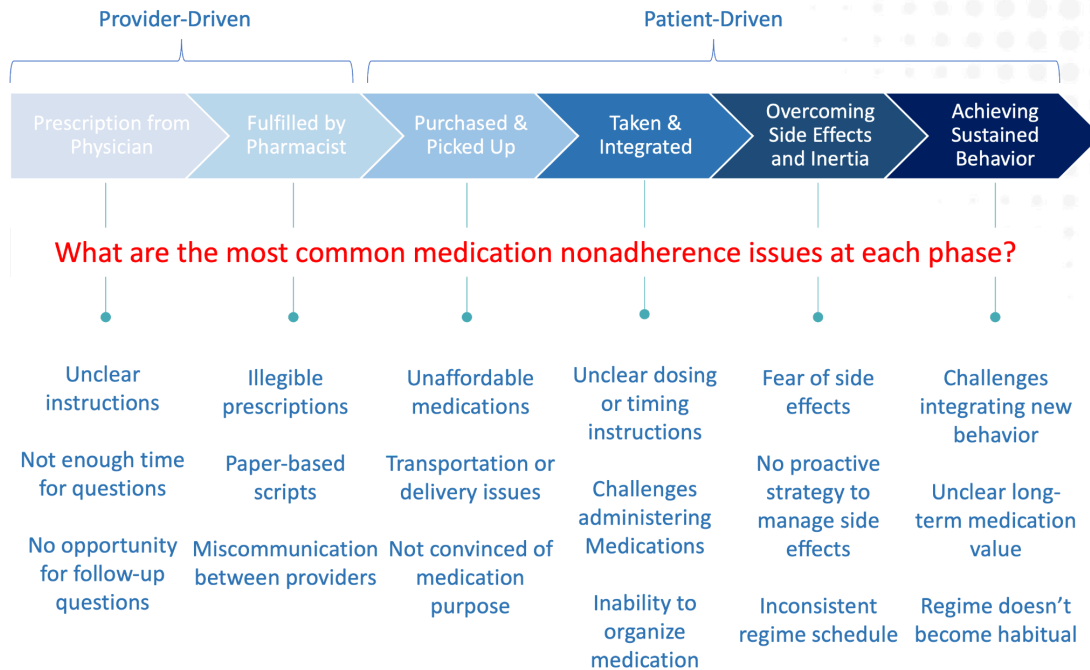 Provider-Driven
Patient-Driven
Prescription from
Physician
Fulfilled by
Pharmacist
Purchased &
Picked Up
Taken &
Integrated
Overcoming
Side Effects
and Inertia
Achieving
Sustained
Behavior
What are the most common medication nonadherence issues at each phase?
Unclear
instructions
Not enough time
for questions
No opportunity
for follow-up
questions
Illegible
prescriptions
Paper-based
scripts
Miscommunication
between providers
Unaffordable
medications
Transportation or
delivery issues
Not convinced of
medication
purpose
Unclear dosing
or timing
instructions
Challenges
administering
Medications
Inability to
organize
medication
Fear of side
effects
No proactive
strategy to
manage side
effects
Inconsistent
regime schedule
Challenges
integrating new
behavior
Unclear long-
term medication
value
Regime doesn’t
become habitual